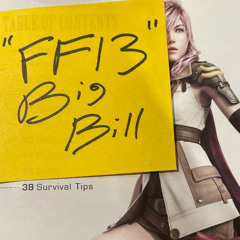 TABLE OF CONTENTS
"FF13"
Big
Bill
38 Survival Tips